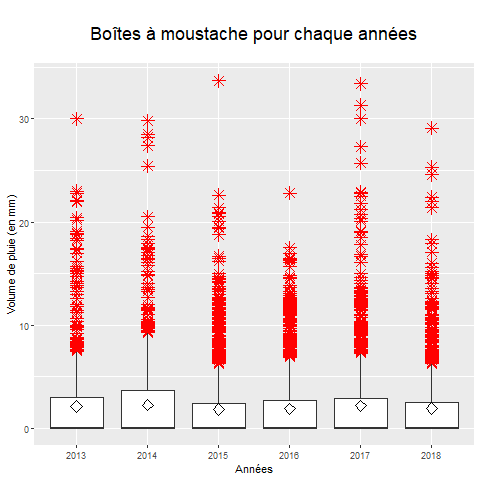 Boîtes à moustache pour chaque années
Volume de pluie (en mm)
30
20
10
0
2013 2014 2015 2016 2017 2018
Années